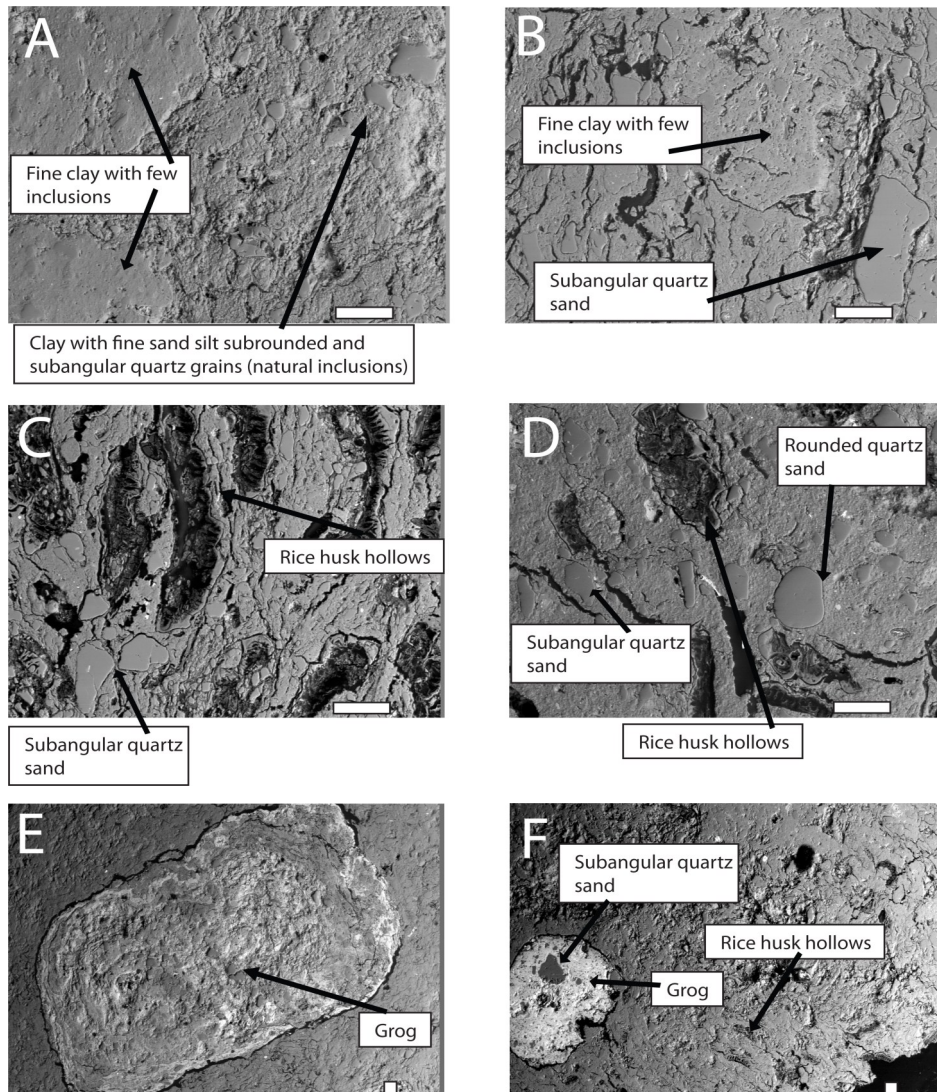 A
Fine clay with few
inclusions
Clay with fine sand silt subrounded and
subangular quartz grains (natural inclusions)
B
Fine clay with few
inclusions
Subangular quartz
sand
C
Rice husk hollows
Subangular quartz
sand
D
Rounded quartz
sand
Subangular quartz
sand
Rice husk hollows
E
Grog
F
Subangular quartz
sand
Rice husk hollows
Grog